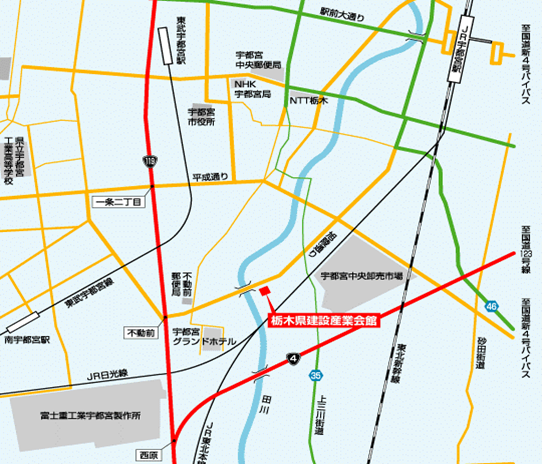 駅前大通り
JR宇都宮駅
至国道新4号バイパス
東武宇都宮駅
宇都宮
中央郵便局
NHK
宇都宮局
NTT栃木
宇都宮
市役所
県立宇都宮
工業高等学校
119
平成通り
一条二丁目
旭陵通り
宇都宮中央卸売市場
至国道
123号線
東武宇都宮線
不動前
郵便局
栃木県建設産業会館
46
至国道新4号バイパス
南宇都宮駅
不動前
宇都宮
グランドホテル
4
JR日光線
35
東北新幹線
砂田街道
富士重工業宇都宮製作所
田川
上三川街道
西原
JR東北本線